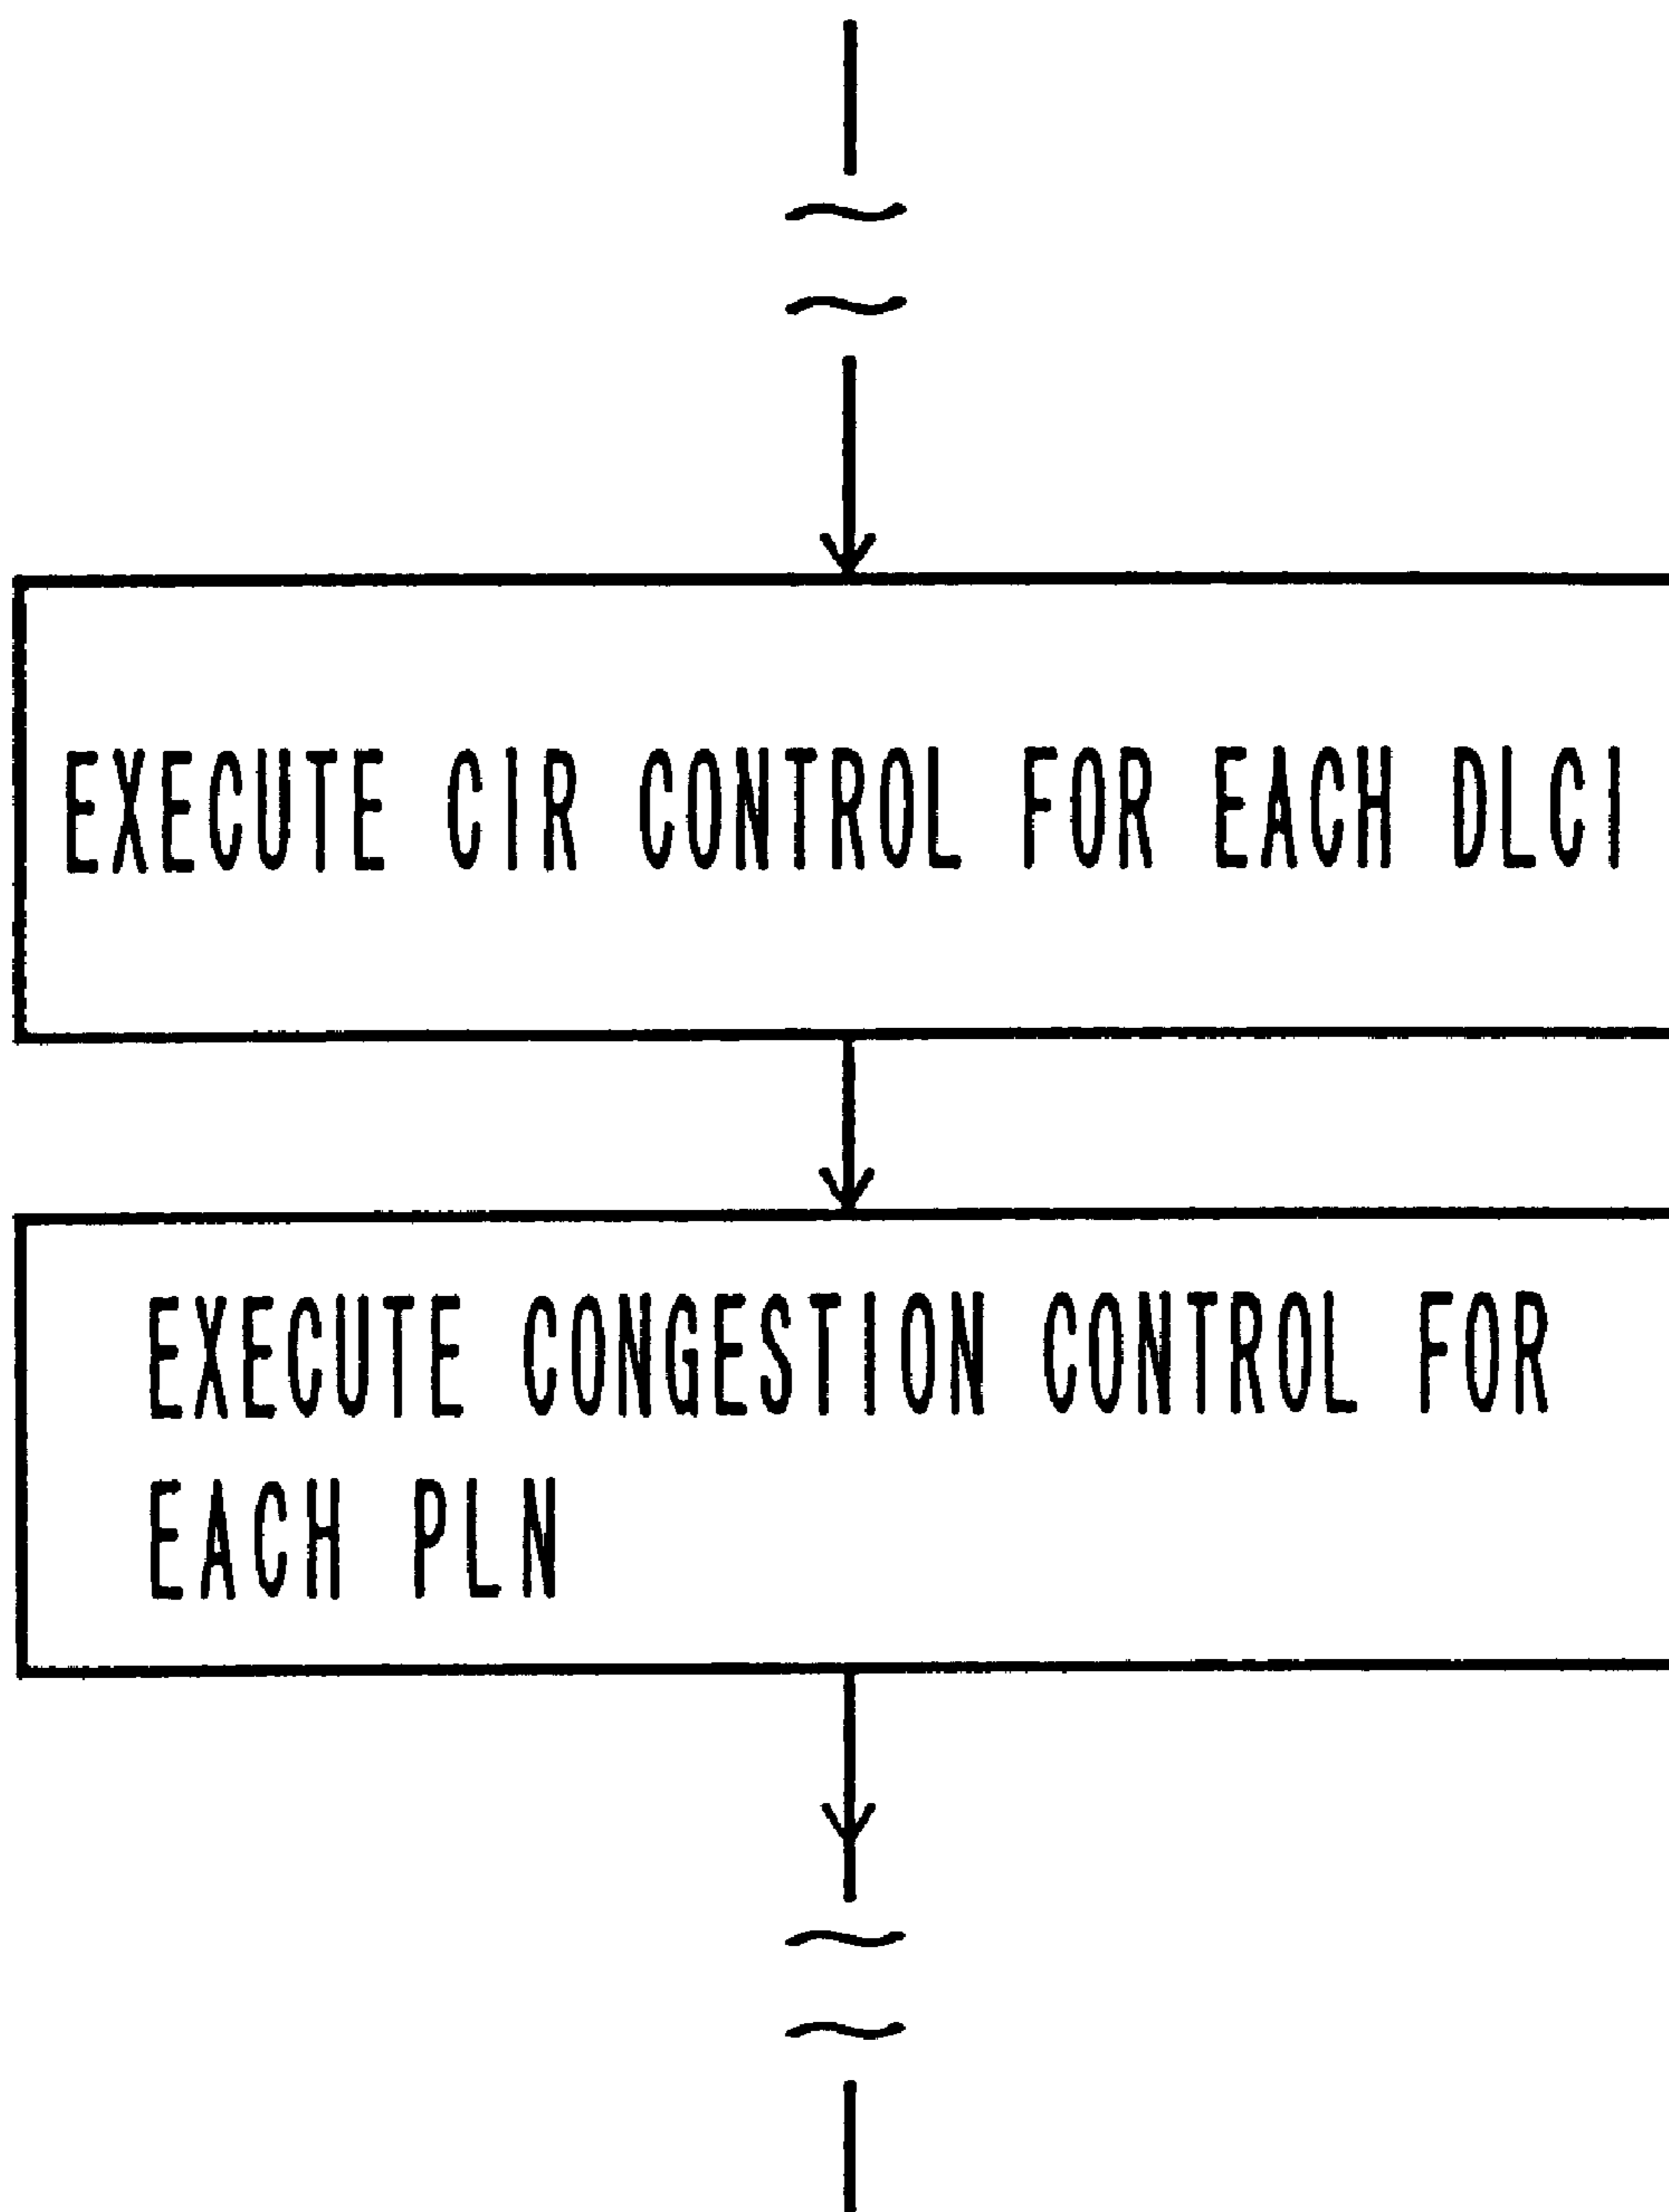 EXECUTE CIR CONTROL FOR EACH DLCI
EXECUTE CONGESTION CONTROL FOR
EACH PLN